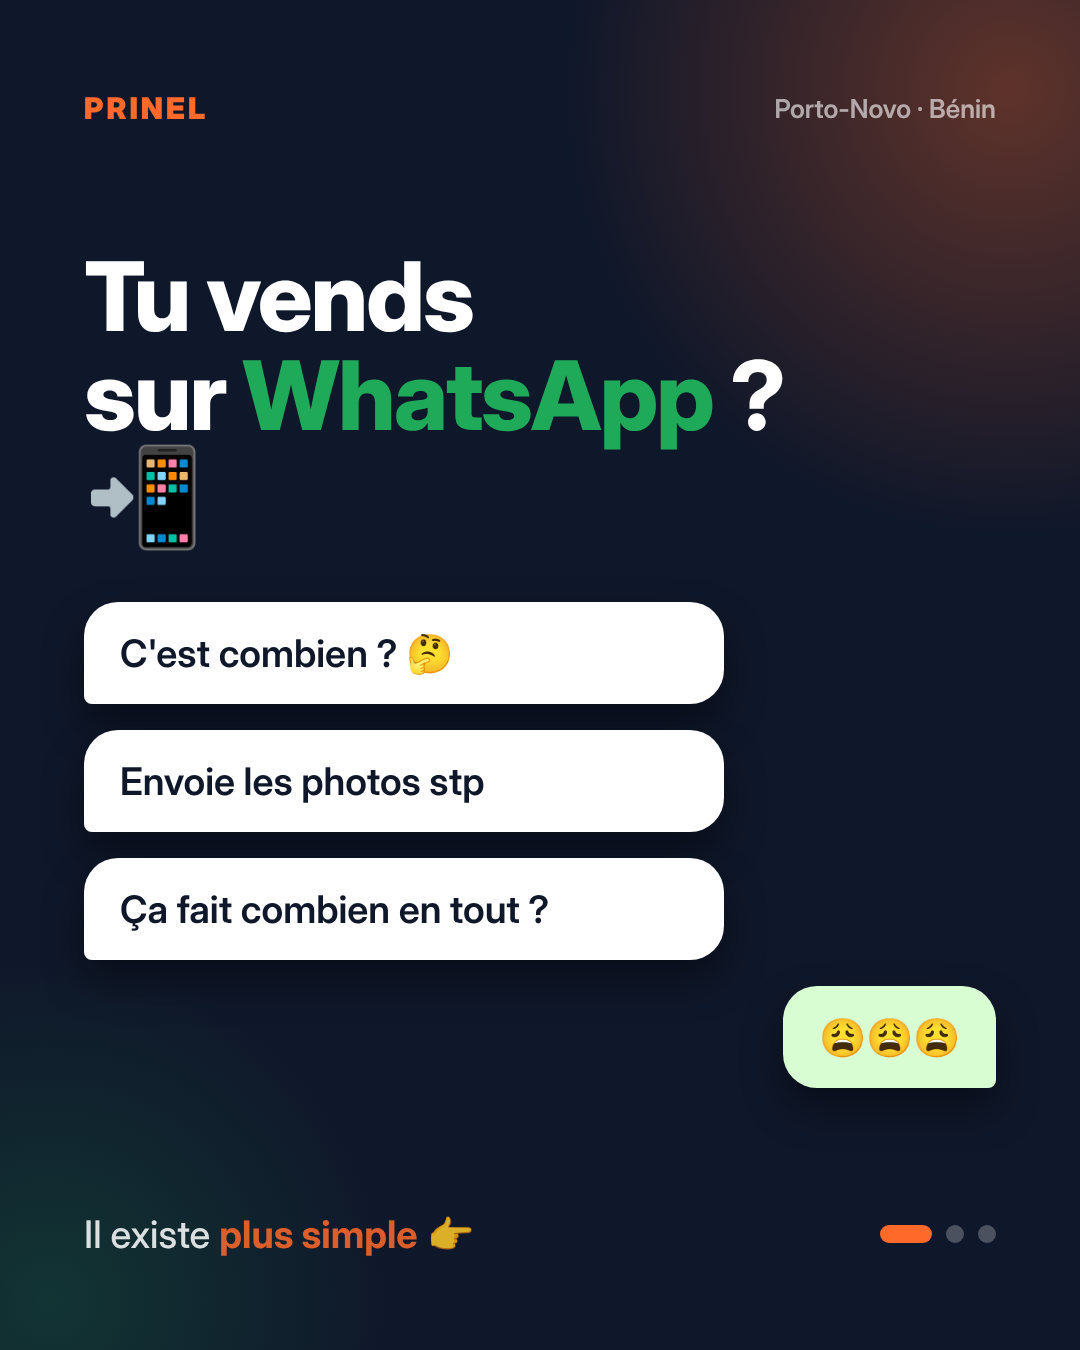 PRINEL
Porto-Novo · Bénin
Tu vends
sur WhatsApp ?
📲
C'est combien ? 🤔
Envoie les photos stp
Ça fait combien en tout ?
😩😩😩
Il existe plus simple 👉